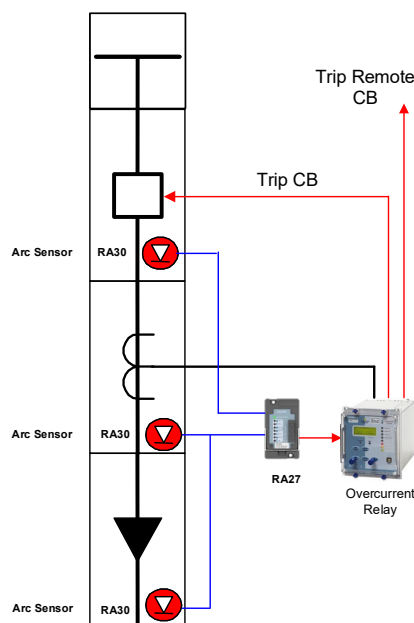 Trip Remote
CB
Trip CB
Arc Sensor RA30
Arc Sensor RA30
RA27
Overcurrent
Relay
Arc Sensor RA30